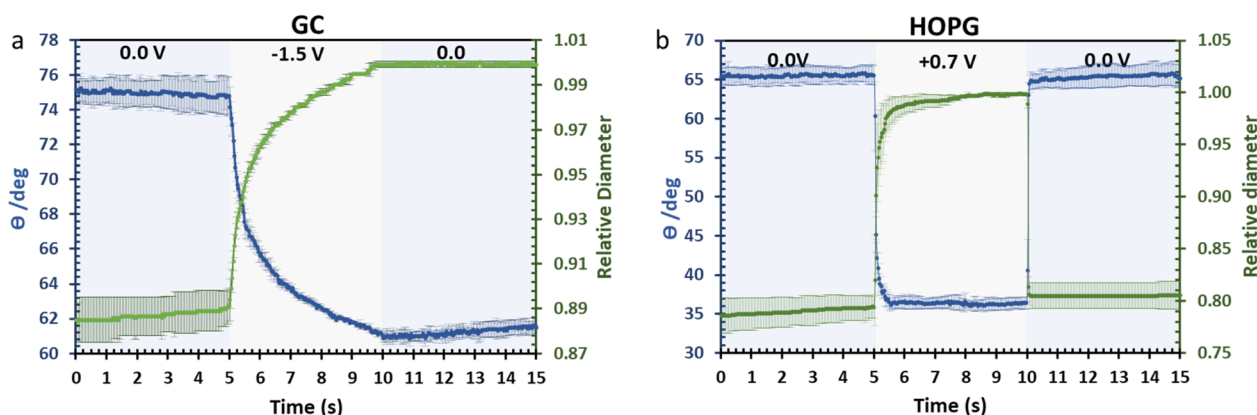 GC
a
0.0 V -1.5 V 0.0
78
76
74
72
70
68
66
64
62
60
Θ /deg
1.01
0.99
0.97
0.95
0.93
0.91
0.89
0.87
Relative Diameter
0 1 2 3 4 5 6 7 8 9 10 11 12 13 14 15
Time (s)
HOPG
b
0.0V +0.7 V 0.0 V
70
65
60
55
50
45
40
35
30
Θ /deg
1.05
1.00
0.95
0.90
0.85
0.80
0.75
Relative diameter
0 1 2 3 4 5 6 7 8 9 10 11 12 13 14 15
Time (s)